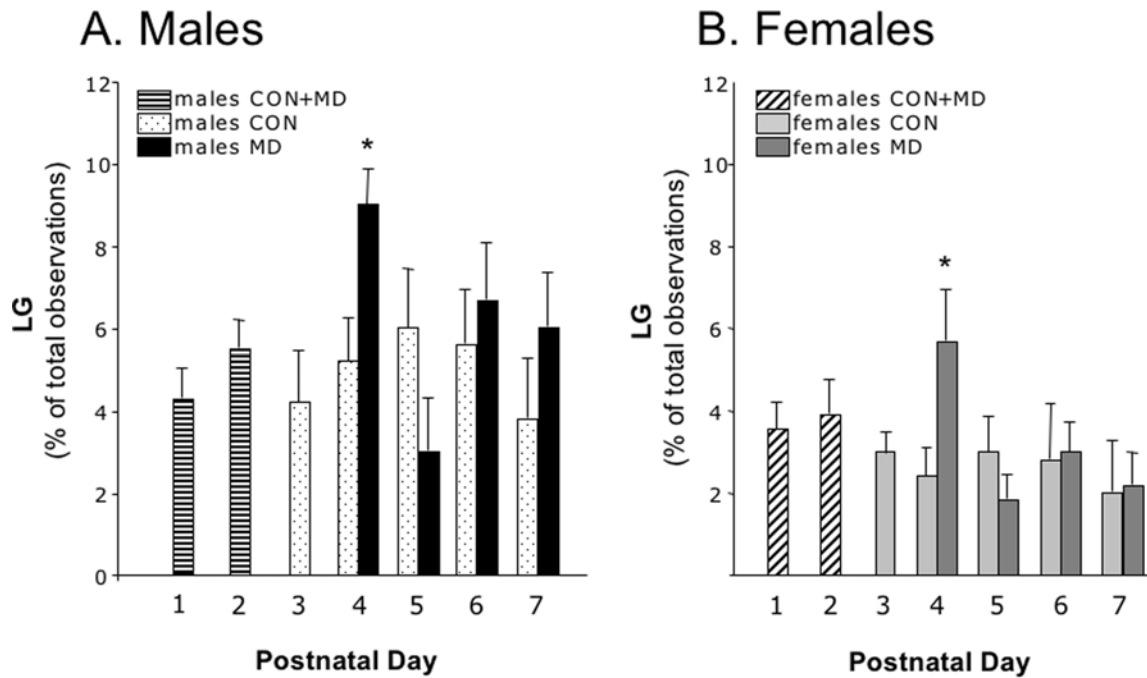 A. Males
12
10
8
6
4
2
0
LG
(% of total observations)
males CON+MD
males CON
males MD
*
1 2 3 4 5 6 7
Postnatal Day
B. Females
12
10
8
6
4
2
LG
(% of total observations)
females CON+MD
females CON
females MD
*
1 2 3 4 5 6 7
Postnatal Day